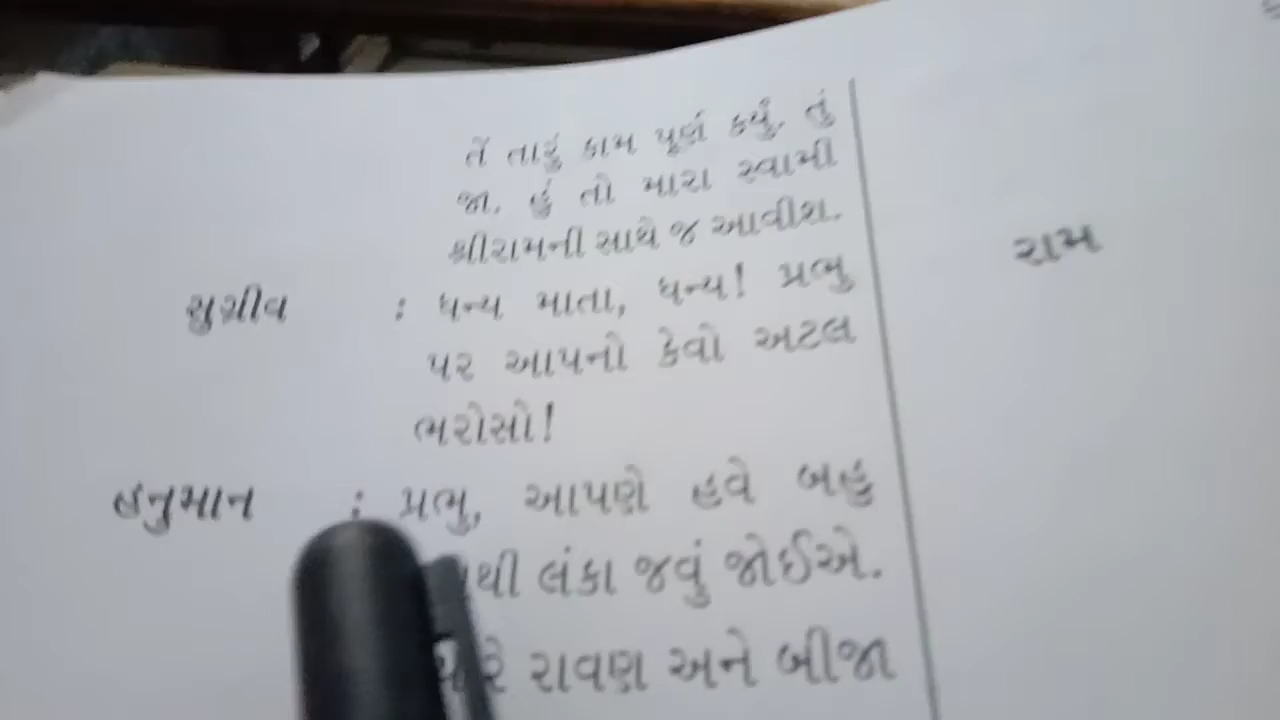 તેં તારું કામ પૂર્ણ કર્યું. તું
જા. હું તો મારા સ્વામી
શ્રીરામની સાથે જ આવીશ.
સુગ્રીવ : ધન્ય માતા, ધન્ય! પ્રભુ
પર આપનો કેવો અટલ
ભરોસો!
હનુમાન : પ્રભુ, આપણે હવે બહુ
લંકા જવું જોઈએ.
રાવણ અને બીજા
રામ